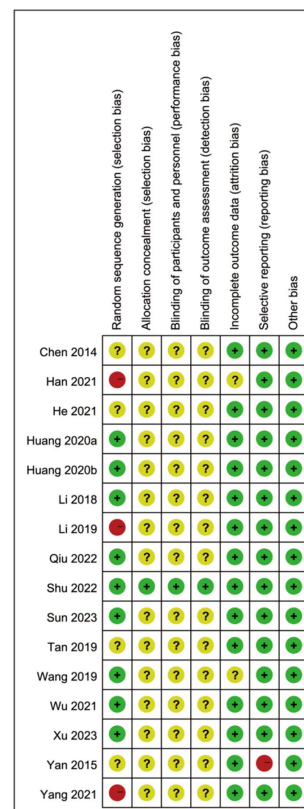 Random sequence generation (selection bias)
Allocation concealment (selection bias)
Blinding of participants and personnel (performance bias)
Blinding of outcome assessment (detection bias)
Incomplete outcome data (attrition bias)
Selective reporting (reporting bias)
Other bias
Chen 2014 ? ? ? ? + + +
Han 2021 - ? ? ? ? + +
He 2021 ? ? ? ? + + +
Huang 2020a + ? ? ? + + +
Huang 2020b + ? ? ? + + +
Li 2018 + ? ? ? + + +
Li 2019 - ? ? ? + + +
Qiu 2022 + ? ? ? + + +
Shu 2022 + + + + + + +
Sun 2023 + ? ? ? + + +
Tan 2019 ? ? ? ? + + +
Wang 2019 + ? ? ? ? + +
Wu 2021 + ? ? ? + + +
Xu 2023 + ? ? ? + + +
Yan 2015 ? ? ? ? + - +
Yang 2021 - ? ? ? + + +